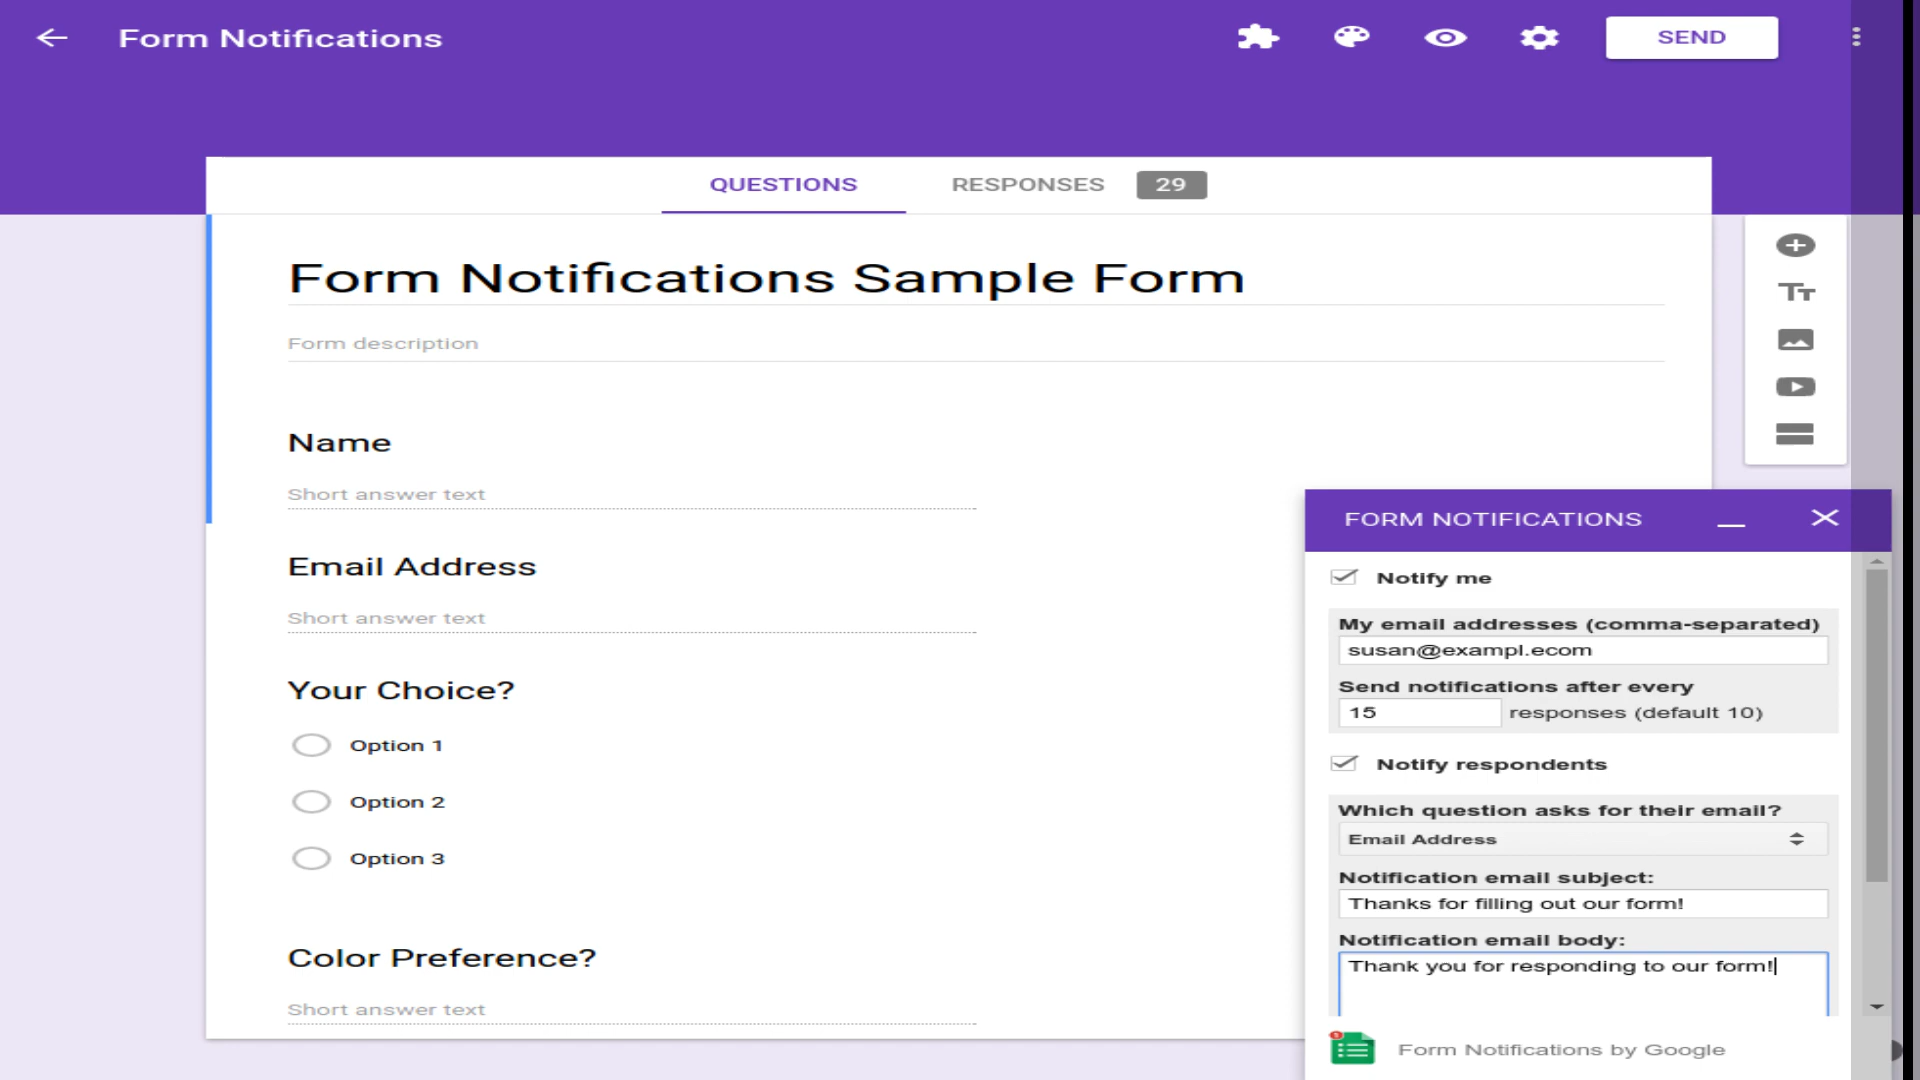 Form Notifications
SEND
QUESTIONS
RESPONSES 29
Form Notifications Sample Form
Form description
Name
Short answer text
Email Address
Short answer text
Your Choice?
Option 1
Option 2
Option 3
Color Preference?
Short answer text
FORM NOTIFICATIONS
Notify me
My email addresses (comma-separated)
susan@exampl.ecom
Send notifications after every
15 responses (default 10)
Notify respondents
Which question asks for their email?
Email Address
Notification email subject:
Thanks for filling out our form!
Notification email body:
Thank you for responding to our form!
Form Notifications by Google